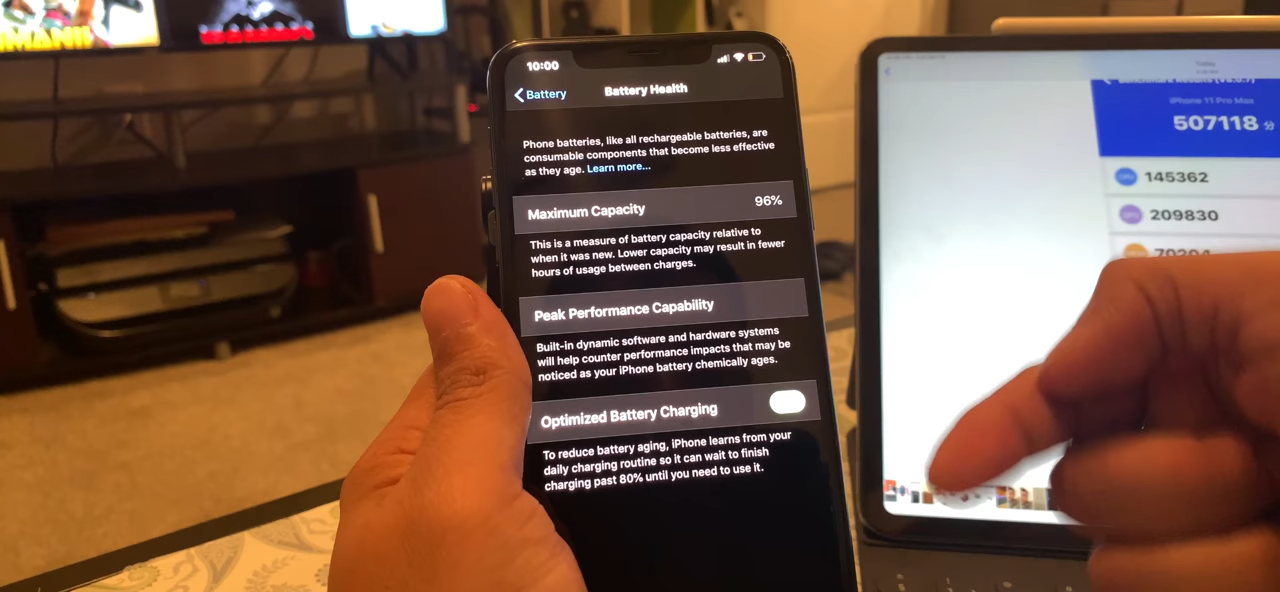 10:00
Battery
Battery Health
Phone batteries, like all rechargeable batteries, are
consumable components that become less effective
as they age. Learn more...
Maximum Capacity 96%
This is a measure of battery capacity relative to
when it was new. Lower capacity may result in fewer
hours of usage between charges.
Peak Performance Capability
Built-in dynamic software and hardware systems
will help counter performance impacts that may be
noticed as your iPhone battery chemically ages.
Optimized Battery Charging
To reduce battery aging, iPhone learns from your
daily charging routine so it can wait to finish
charging past 80% until you need to use it.
Today
iPhone 11 Pro Max
507118 分
CPU 145362
209830